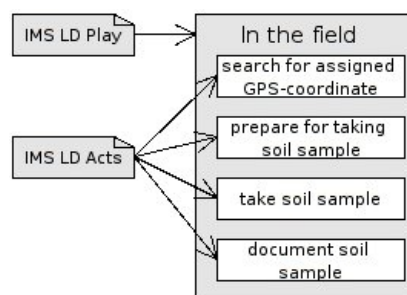 IMS LD Play
In the field
search for assigned
GPS-coordinate
prepare for taking
soil sample
IMS LD Acts
take soil sample
document soil
sample